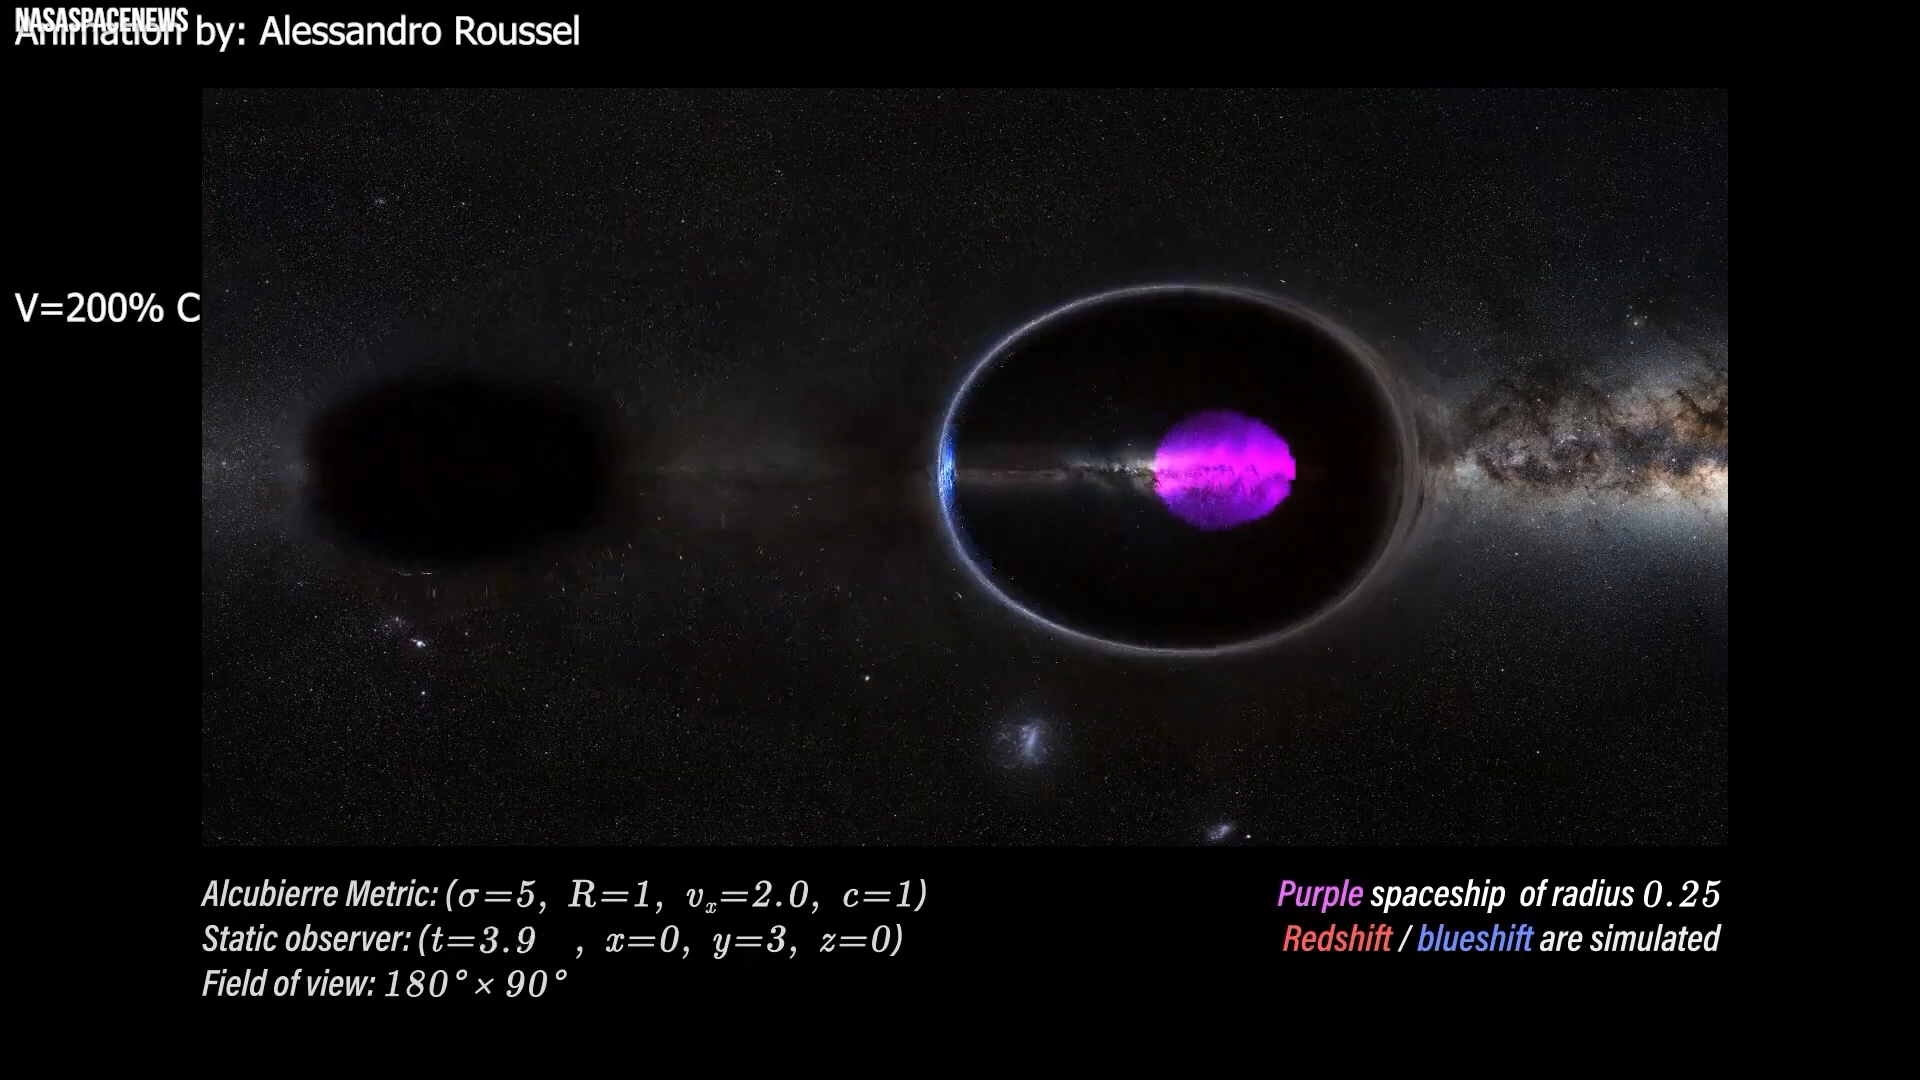 NASASPACENEWS
Animation by: Alessandro Roussel
V=200% C
Alcubierre Metric: (σ=5, R=1, vₓ=2.0, c=1)
Static observer: (t=3.9 , x=0, y=3, z=0)
Field of view: 180°× 90°
Purple spaceship of radius 0.25
Redshift / blueshift are simulated